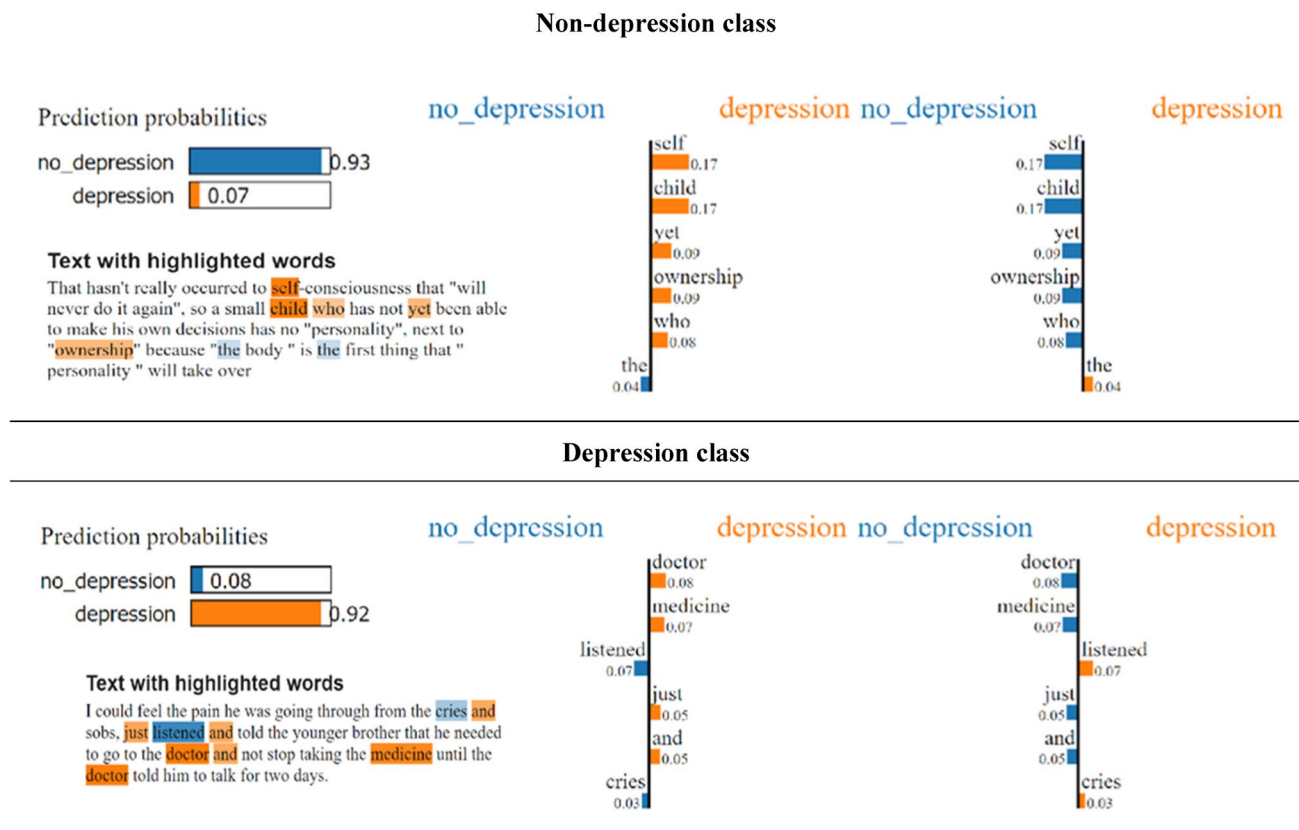 Non-depression class
Prediction probabilities
no_depression 0.93
depression 0.07
Text with highlighted words
That hasn't really occurred to self-consciousness that "will
never do it again", so a small child who has not yet been able
to make his own decisions has no "personality", next to
"ownership" because "the body " is the first thing that "
personality " will take over
no_depression depression
self
0.17
child
0.17
yet
0.09
ownership
0.09
who
0.08
the
0.04
no_depression depression
self
0.17
child
0.17
yet
0.09
ownership
0.09
who
0.08
the
0.04
Depression class
Prediction probabilities
no_depression 0.08
depression 0.92
Text with highlighted words
I could feel the pain he was going through from the cries and
sobs, just listened and told the younger brother that he needed
to go to the doctor and not stop taking the medicine until the
doctor told him to talk for two days.
no_depression depression
doctor
0.08
medicine
0.07
listened
0.07
just
0.05
and
0.05
cries
0.03
no_depression depression
doctor
0.08
medicine
0.07
listened
0.07
just
0.05
and
0.05
cries
0.03